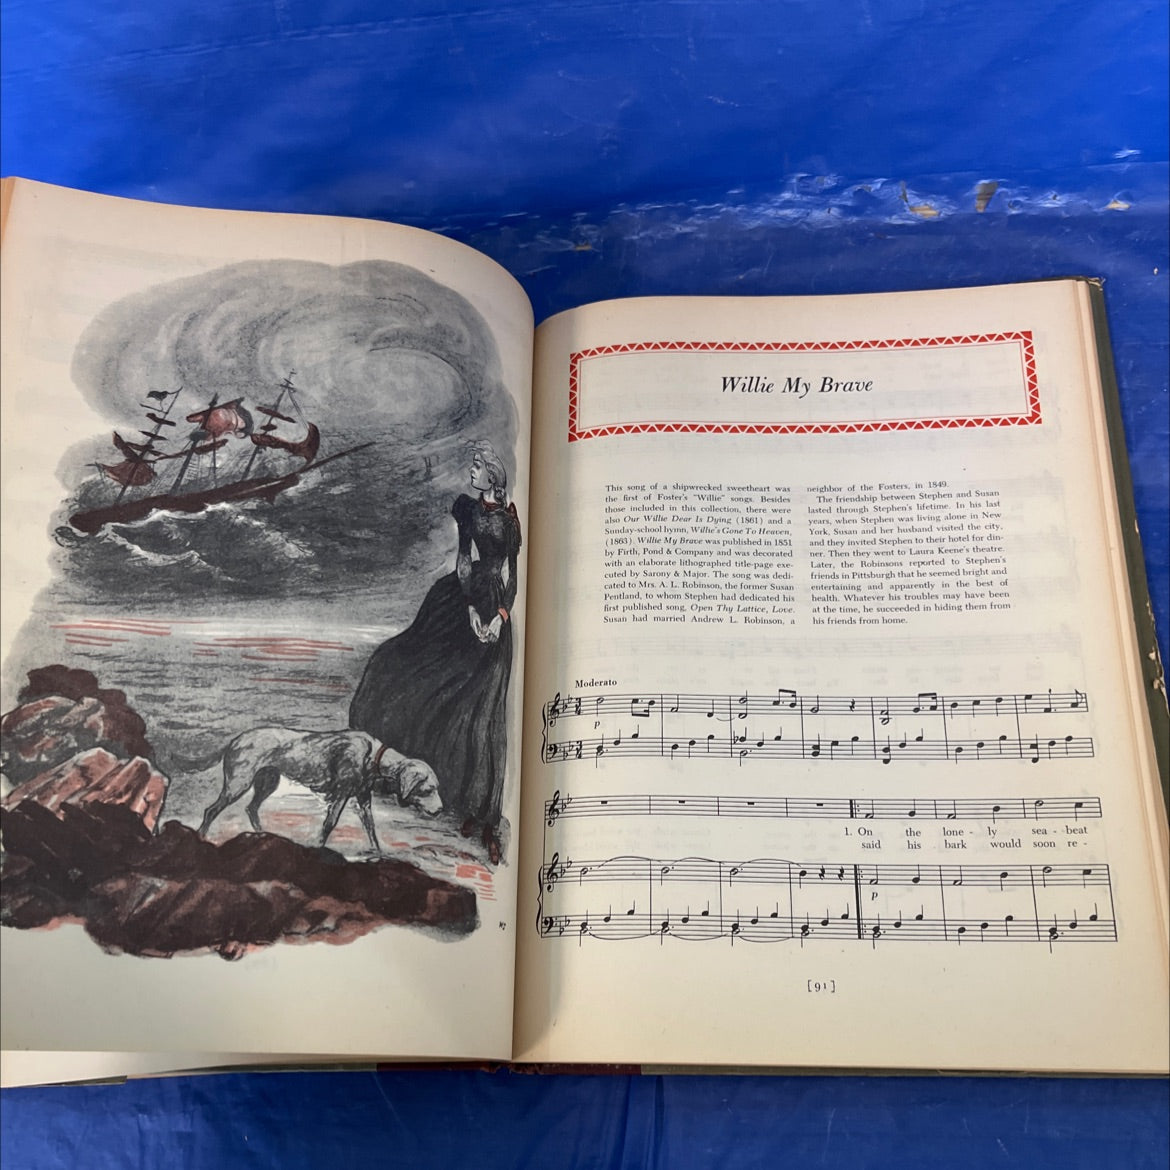 Willie My Brave
This song of a shipwrecked sweetheart was
the first of Foster's "Willie" songs. Besides
those included in this collection, there were
also Our Willie Dear Is Dying (1861) and a
Sunday-school hymn, Willie's Gone To Heaven,
(1863). Willie My Brave was published in 1851
by Firth, Pond & Company and was decorated
with an elaborate lithographed title-page exe-
cuted by Sarony & Major. The song was dedi-
cated to Mrs. A. L. Robinson, the former Susan
Pentland, to whom Stephen had dedicated his
first published song, Open Thy Lattice, Love.
Susan had married Andrew L. Robinson, a
neighbor of the Fosters, in 1849.
The friendship between Stephen and Susan
lasted through Stephen's lifetime. In his last
years, when Stephen was living alone in New
York, Susan and her husband visited the city,
and they invited Stephen to their hotel for din-
ner. Then they went to Laura Keene's theatre.
Later, the Robinsons reported to Stephen's
friends in Pittsburgh that he seemed bright and
entertaining and apparently in the best of
health. Whatever his troubles may have been
at the time, he succeeded in hiding them from
his friends from home.
Moderato
p
1. On the lone - ly sea - beat
said his bark would soon re -
p
[91]